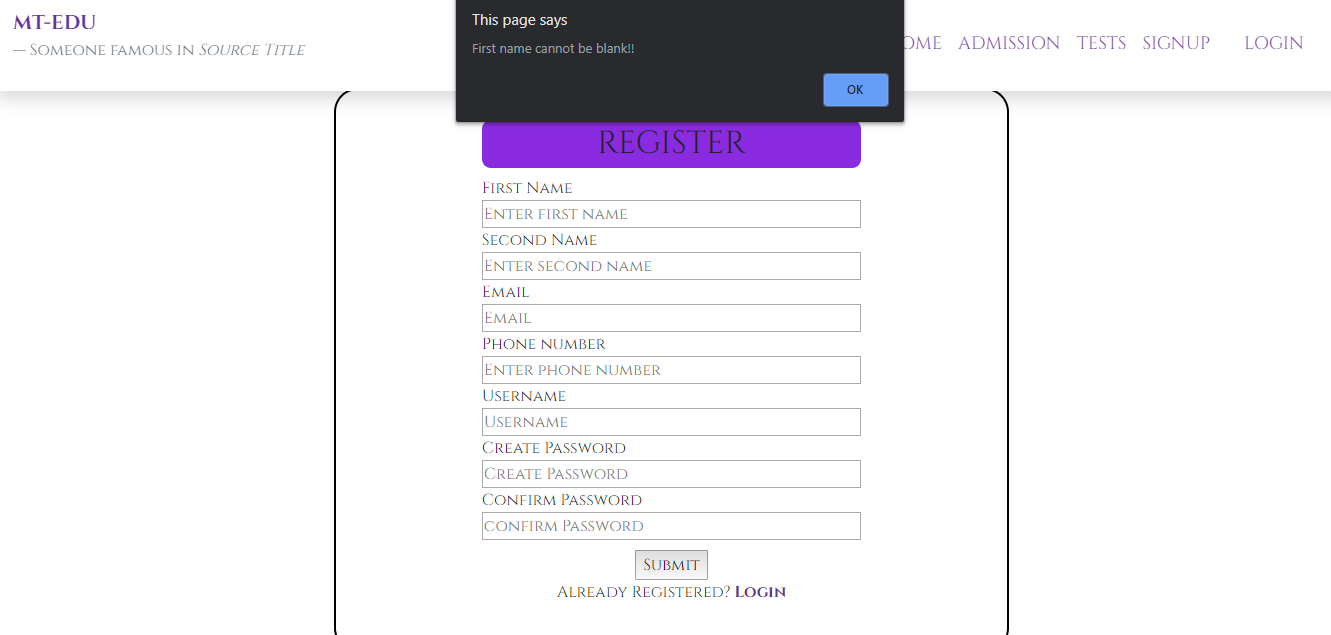 MT-EDU
— Someone famous in Source Title
This page says
First name cannot be blank!!
OK
OME ADMISSION TESTS SIGNUP LOGIN
REGISTER
First Name
Enter first name
Second Name
Enter second name
Email
Email
Phone number
Enter phone number
Username
Username
Create Password
Create Password
Confirm Password
confirm Password
Submit
Already Registered? Login